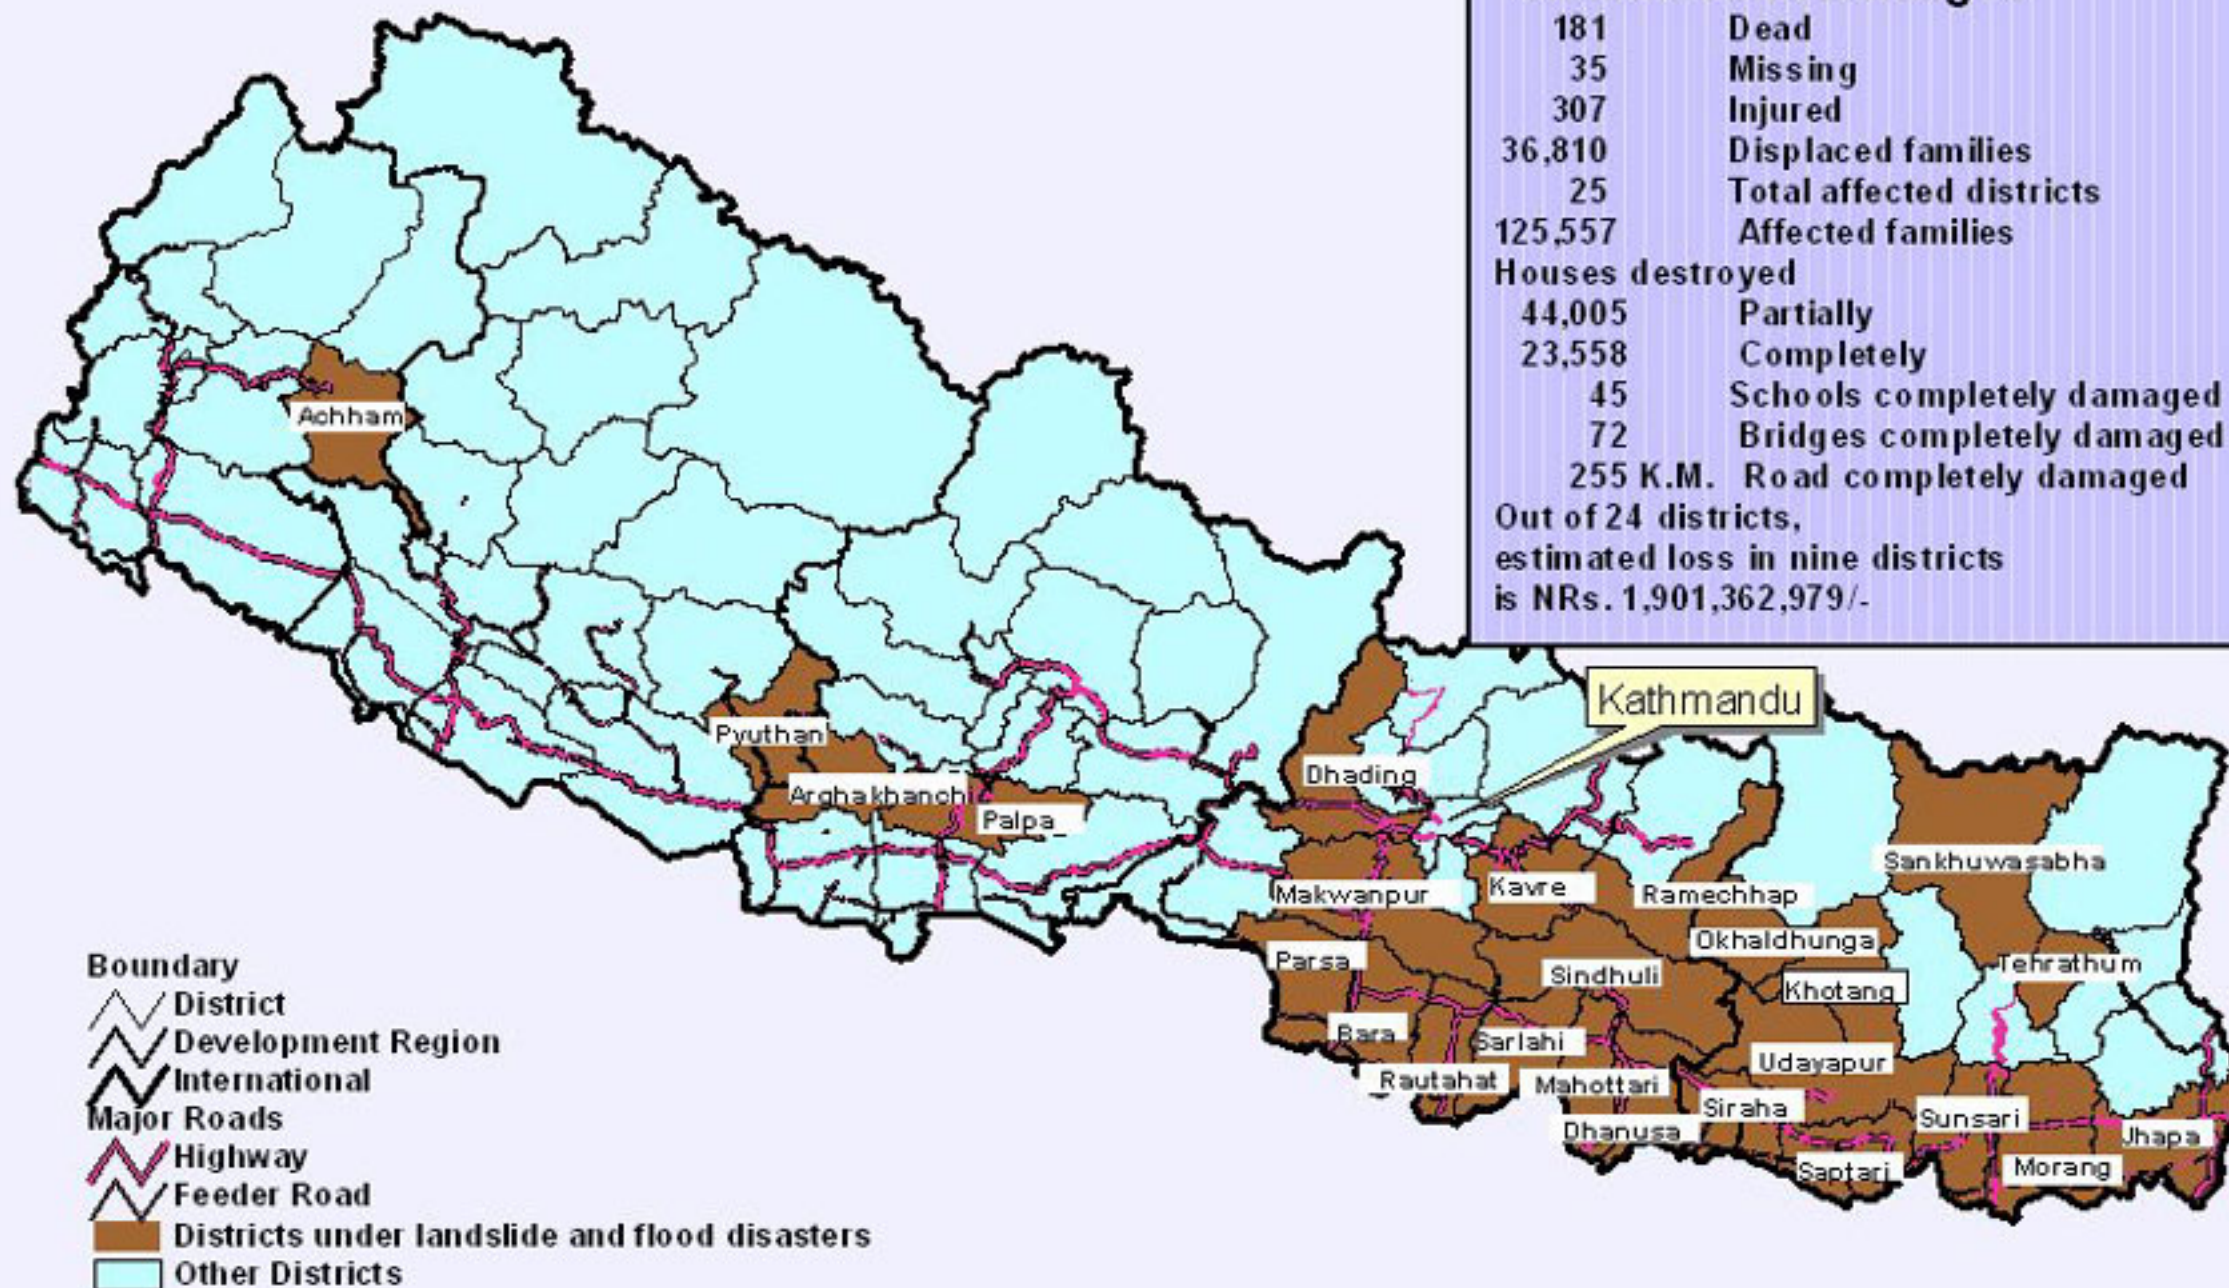 181 Dead
35 Missing
307 Injured
36,810 Displaced families
25 Total affected districts
125,557 Affected families
Houses destroyed
44,005 Partially
23,558 Completely
45 Schools completely damaged
72 Bridges completely damaged
255 K.M. Road completely damaged
Out of 24 districts,
estimated loss in nine districts
is NRs. 1,901,362,979/-
Achham
Kathmandu
Pyuthan
Dhading
Arghakhanchi
Palpa
Sankhuwasabha
Makwanpur
Kavre
Ramechhap
Okhaldhunga
Parsa
Sindhuli
Tehrathum
Khotang
Bara
Sarlahi
Udayapur
Rautahat
Mahottari
Siraha
Sunsari
Dhanusa
Jhapa
Saptari
Morang
Boundary
District
Development Region
International
Major Roads
Highway
Feeder Road
Districts under landslide and flood disasters
Other Districts